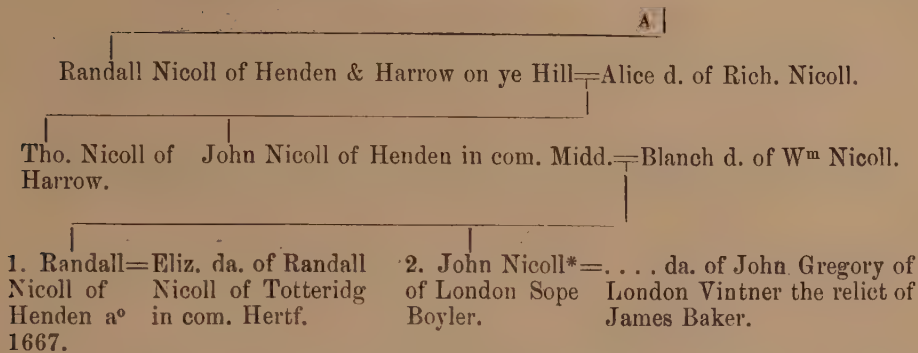 A
Randall Nicoll of Henden & Harrow on ye Hill=Alice d. of Rich. Nicoll.
Tho. Nicoll of Harrow.
John Nicoll of Henden in com. Midd.=Blanch d. of Wᵐ Nicoll.
1. Randall=
Nicoll of
Henden aº
1667.
Eliz. da. of Randall
Nicoll of Totteridg
in com. Hertf.
2. John Nicoll*=
of London Sope
Boyler.
. . . . da. of John Gregory of
London Vintner the relict of
James Baker.